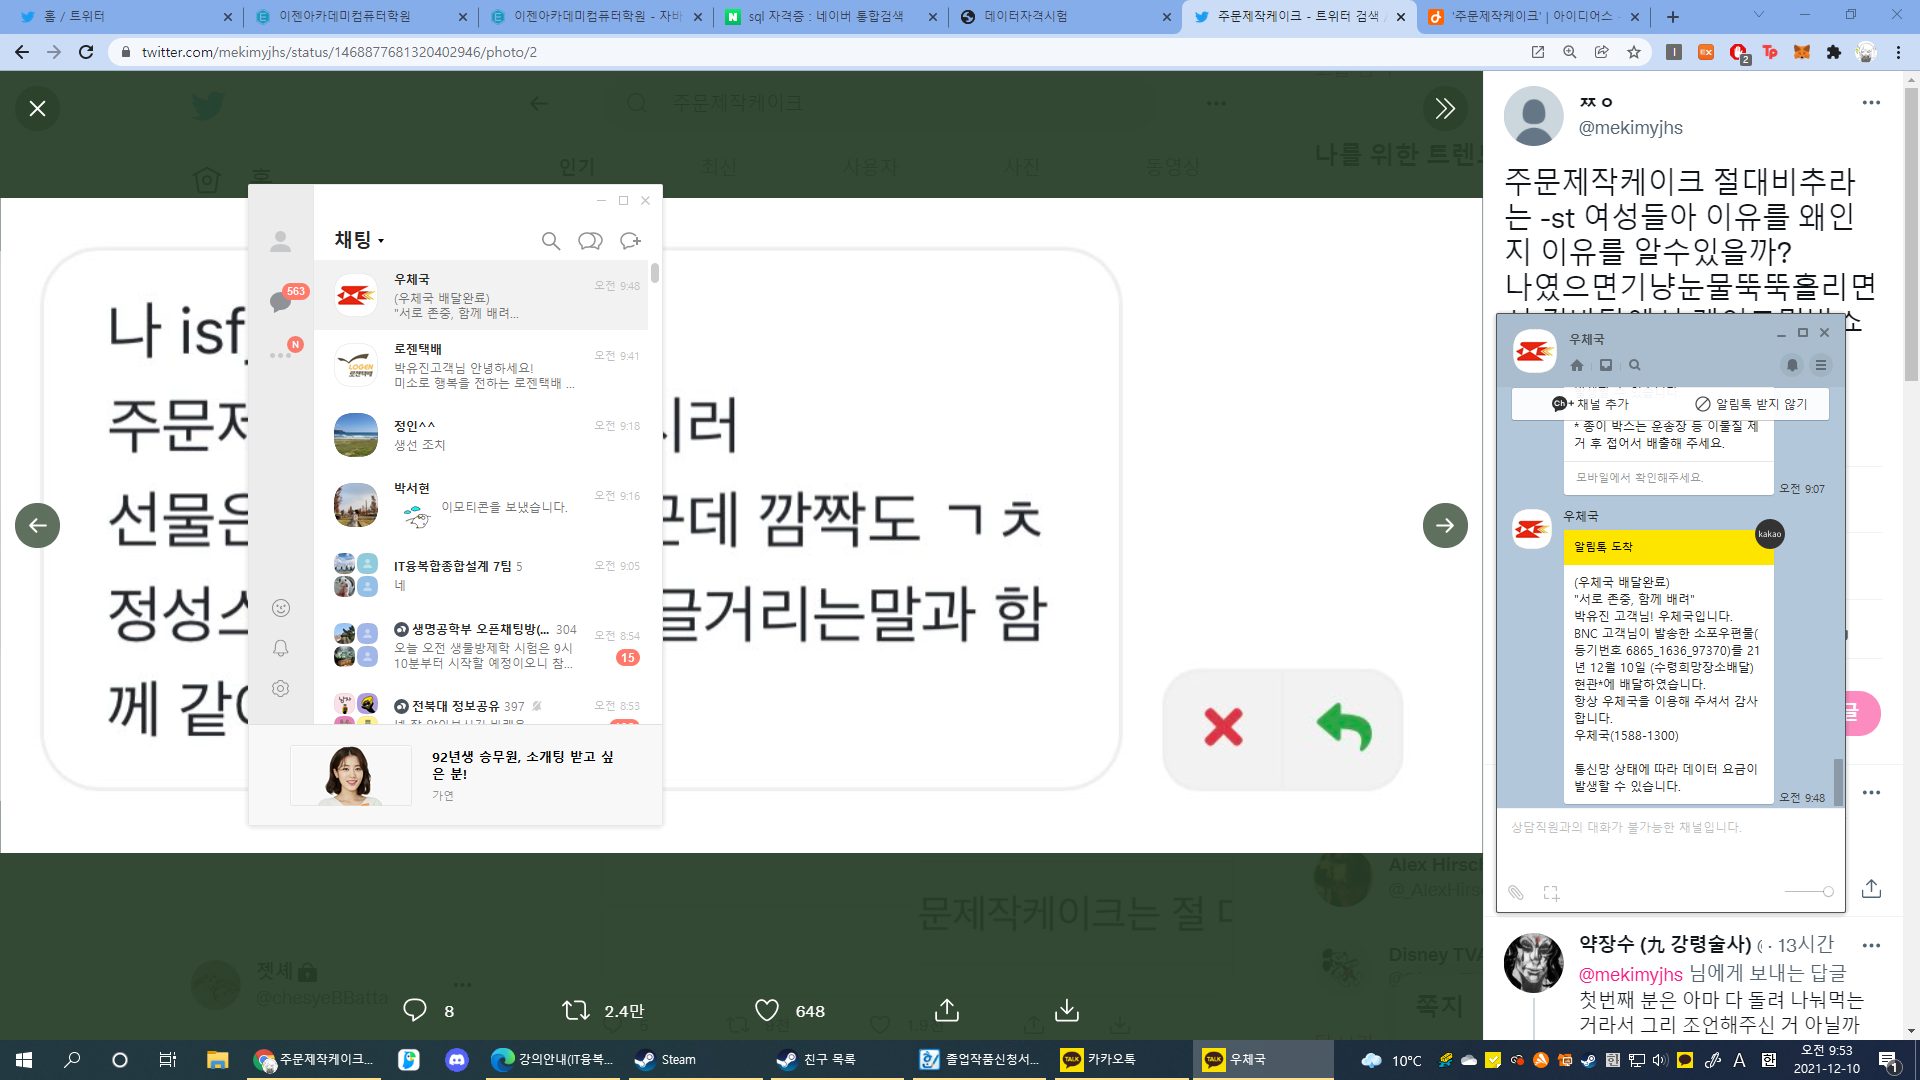 홈 / 트위터
이젠아카데미컴퓨터학원
이젠아카데미컴퓨터학원 - 자바
sql 자격증 : 네이버 통합검색
데이터자격시험
주문제작케이크 - 트위터 검색 /
'주문제작케이크' | 아이디어스
twitter.com/mekimyjhs/status/1468877681320402946/photo/2
주문제작케이크
인기
최신
사용자
사진
동영상
나를 위한 트렌드
홈
나 isf
주문제
시러
선물은
근데 깜짝도 ㄱㅊ
정성스
글거리는말과 함
께 같이
채팅
563
N
우체국
오전 9:48
(우체국 배달완료)
"서로 존중, 함께 배려...
로젠택배
오전 9:41
박유진고객님 안녕하세요!
미소로 행복을 전하는 로젠택배 ...
LOGEN
로젠택배
정인^^
오전 9:18
생선 조치
박서현
오전 9:16
이모티콘을 보냈습니다.
IT융복합종합설계 7팀 5
오전 9:05
네
생명공학부 오픈채팅방(... 304
오전 8:54
오늘 오전 생물방제학 시험은 9시
10분부터 시작할 예정이오니 참...
15
전북대 정보공유 397
오전 8:53
92년생 승무원, 소개팅 받고 싶
은 분!
가연
문제작케이크는 절 대
젯셰
@chesyeBBatta
8
2.4만
648
Alex Hirsch
@_AlexHirs
Disney TVA
쪽지
ㅉㅇ
@mekimyjhs
주문제작케이크 절대비추라
는 -st 여성들아 이유를 왜인
지 이유를 알수있을까?
나였으면기냥눈물뚝뚝흘리면
우체국
채널 추가
알림톡 받지 않기
* 종이 박스는 운송장 등 이물질 제
거 후 접어서 배출해 주세요.
모바일에서 확인해주세요.
오전 9:07
우체국
kakao
알림톡 도착
(우체국 배달완료)
"서로 존중, 함께 배려"
박유진 고객님! 우체국입니다.
BNC 고객님이 발송한 소포우편물(
등기번호 6865_1636_97370)를 21
년 12월 10일 (수령희망장소배달)
현관*에 배달하였습니다.
항상 우체국을 이용해 주셔서 감사
합니다.
우체국(1588-1300)
통신망 상태에 따라 데이터 요금이
발생할 수 있습니다.
오전 9:48
상담직원과의 대화가 불가능한 채널입니다.
글
약장수 (九 강령술사) · 13시간
@mekimyjhs 님에게 보내는 답글
첫번째 분은 아마 다 돌려 나눠먹는
거라서 그리 조언해주신 거 아닐까
주문제작케이크...
강의안내(IT융복...
Steam
친구 목록
졸업작품신청서...
카카오톡
우체국
10°C
A
한
오전 9:53
2021-12-10
1